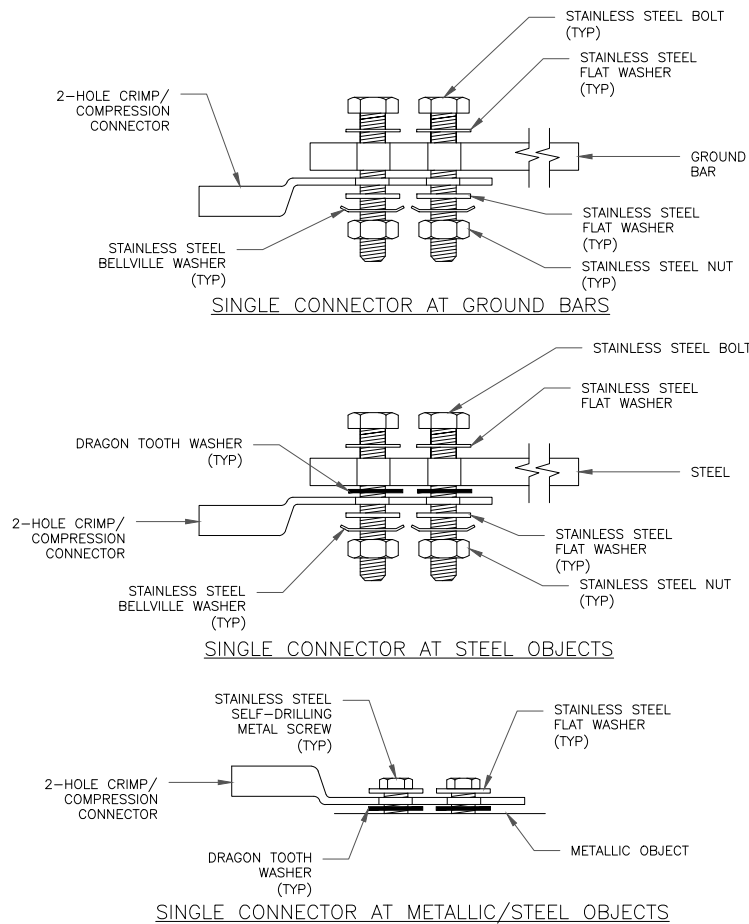 STAINLESS STEEL BOLT
(TYP)
STAINLESS STEEL
FLAT WASHER
(TYP)
2-HOLE CRIMP/
COMPRESSION
CONNECTOR
GROUND
BAR
STAINLESS STEEL
FLAT WASHER
(TYP)
STAINLESS STEEL
BELLVILLE WASHER
(TYP)
STAINLESS STEEL NUT
(TYP)
SINGLE CONNECTOR AT GROUND BARS
STAINLESS STEEL BOLT
STAINLESS STEEL
FLAT WASHER
DRAGON TOOTH WASHER
(TYP)
STEEL
2-HOLE CRIMP/
COMPRESSION
CONNECTOR
STAINLESS STEEL
FLAT WASHER
(TYP)
STAINLESS STEEL
BELLVILLE WASHER
(TYP)
STAINLESS STEEL NUT
(TYP)
SINGLE CONNECTOR AT STEEL OBJECTS
STAINLESS STEEL
SELF-DRILLING
METAL SCREW
(TYP)
STAINLESS STEEL
FLAT WASHER
(TYP)
2-HOLE CRIMP/
COMPRESSION
CONNECTOR
DRAGON TOOTH
WASHER
(TYP)
METALLIC OBJECT
SINGLE CONNECTOR AT METALLIC/STEEL OBJECTS